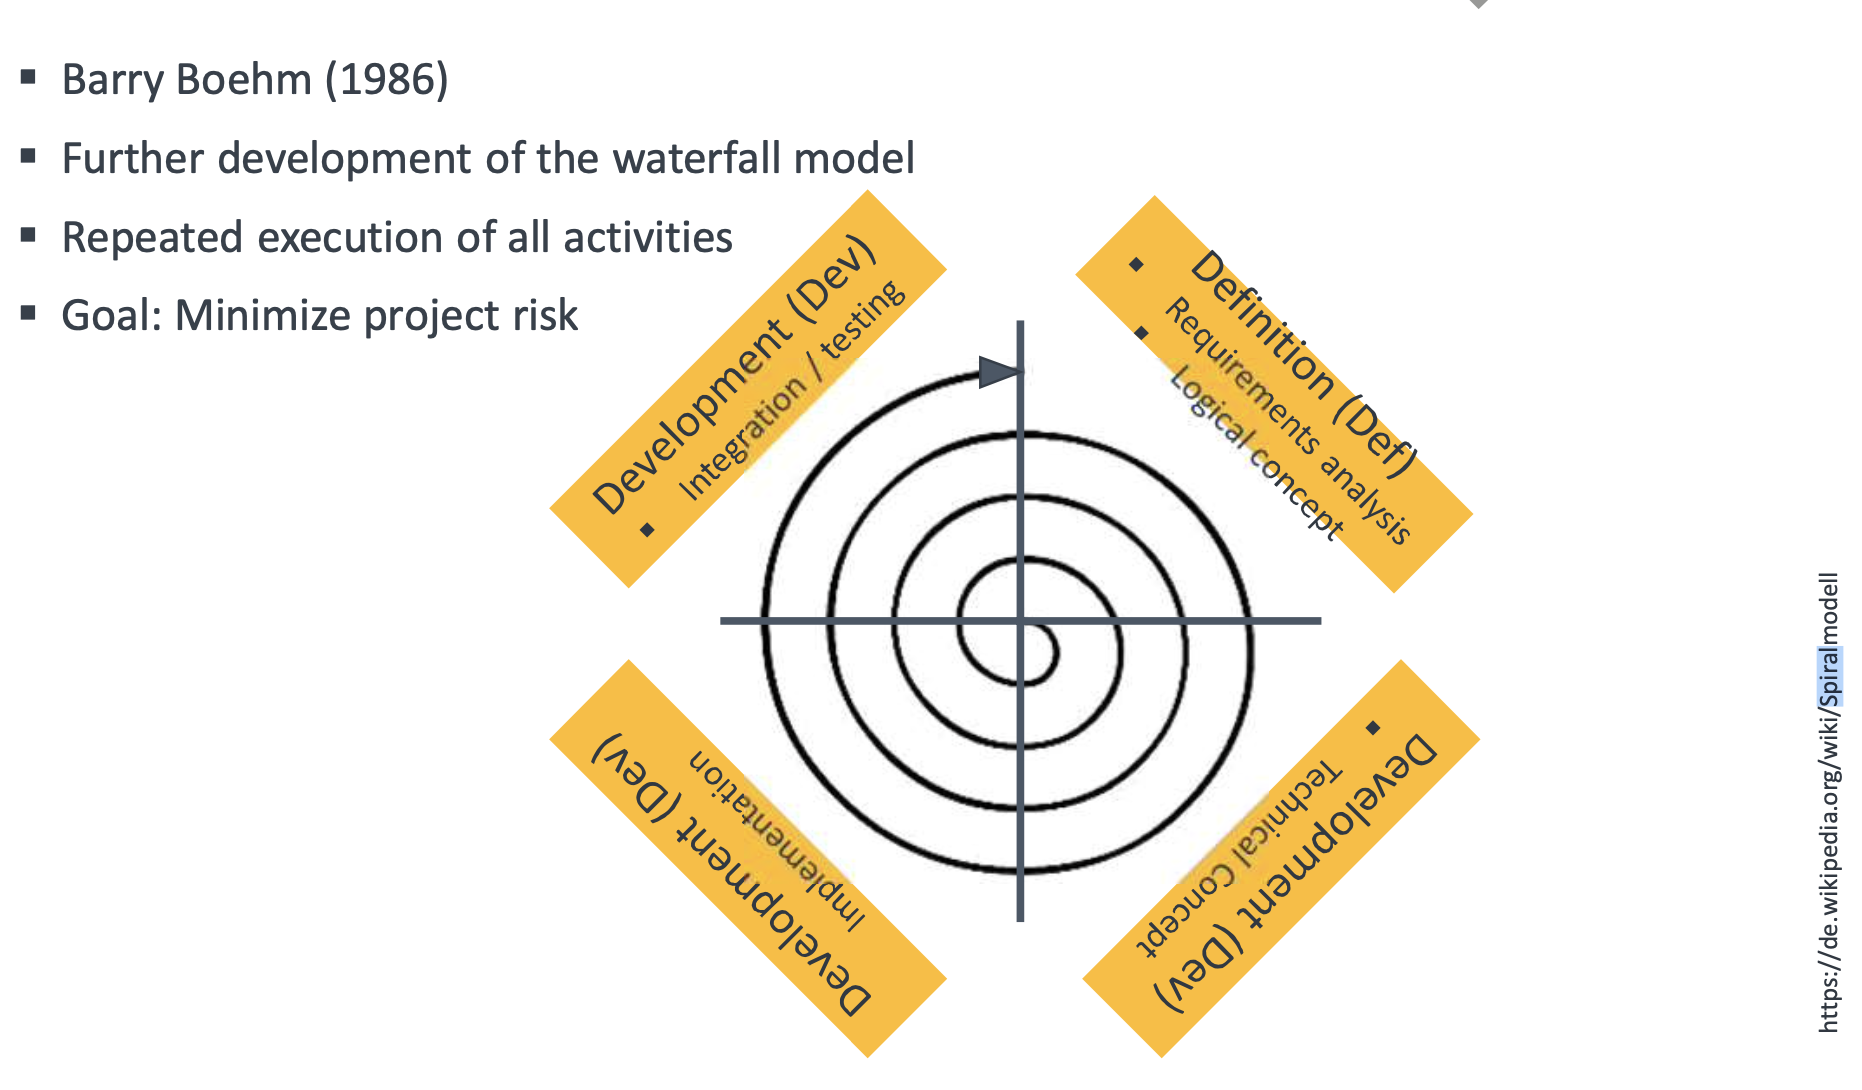 ▪ Barry Boehm (1986)
▪ Further development of the waterfall model
▪ Repeated execution of all activities
▪ Goal: Minimize project risk
Development (Dev)
▪ Integration / testing
Definition (Def)
▪ Requirements analysis
▪ Logical concept
Development (Dev)
Implementation
Development (Dev)
▪ Technical Concept
https://de.wikipedia.org/wiki/Spiralmodell